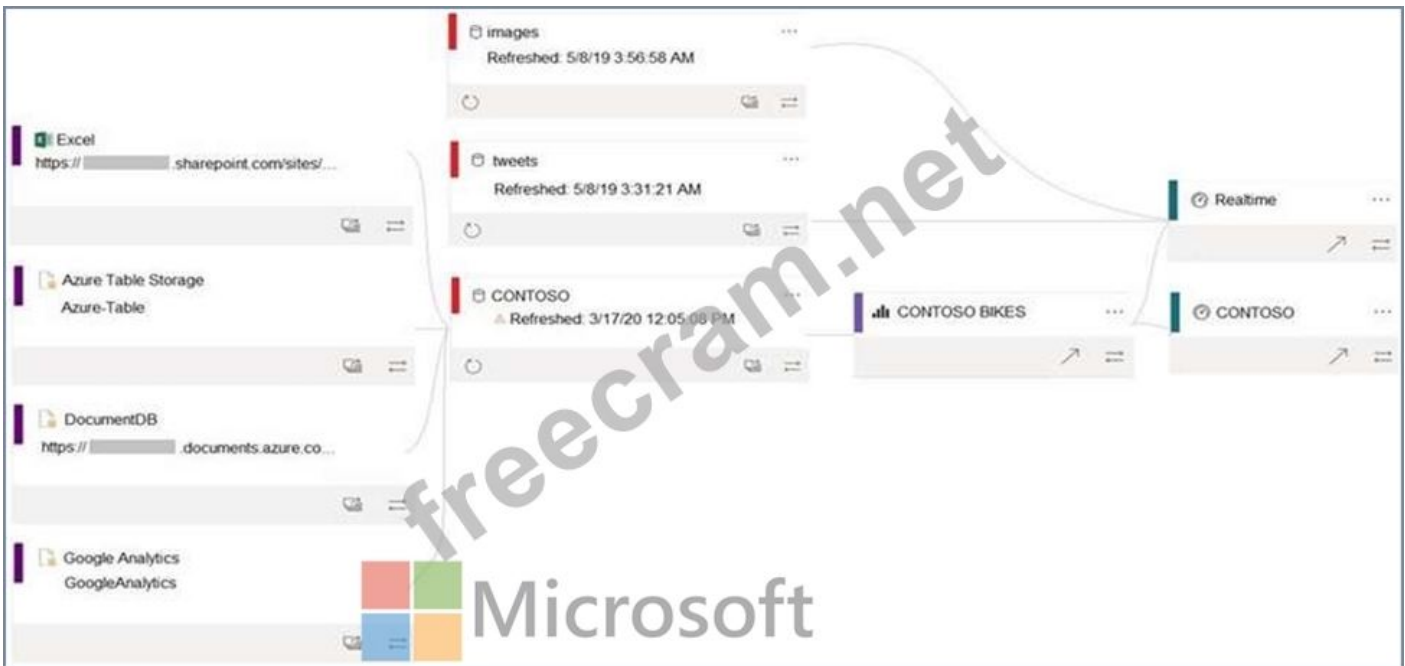 images
Refreshed: 5/8/19 3:56:58 AM
Excel
https:// .sharepoint.com/sites/...
tweets
Refreshed: 5/8/19 3:31:21 AM
Realtime
Azure Table Storage
Azure-Table
CONTOSO
Refreshed: 3/17/20 12:05:08 PM
CONTOSO BIKES
CONTOSO
DocumentDB
https:// .documents.azure.co...
Google Analytics
GoogleAnalytics
freecram.net
Microsoft